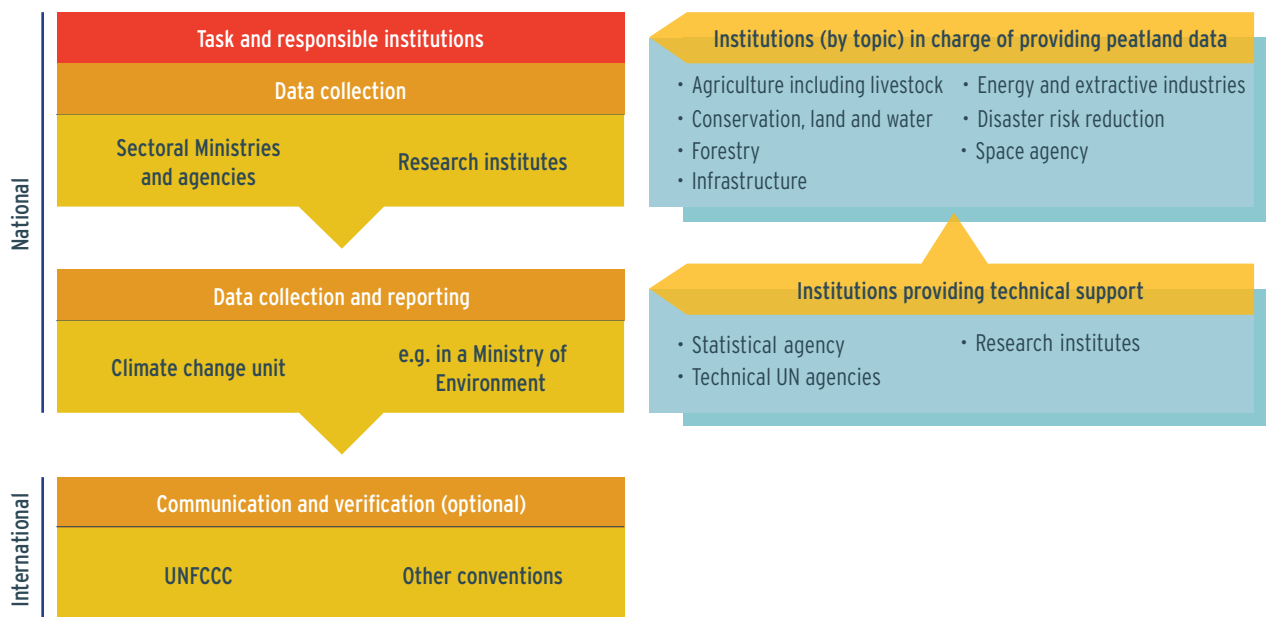 National
Task and responsible institutions
Data collection
Sectoral Ministries
and agencies
Research institutes
Data collection and reporting
Climate change unit
e.g. in a Ministry of
Environment
International
Communication and verification (optional)
UNFCCC
Other conventions
Institutions (by topic) in charge of providing peatland data
• Agriculture including livestock
• Conservation, land and water
• Forestry
• Infrastructure
• Energy and extractive industries
• Disaster risk reduction
• Space agency
Institutions providing technical support
• Statistical agency
• Technical UN agencies
• Research institutes